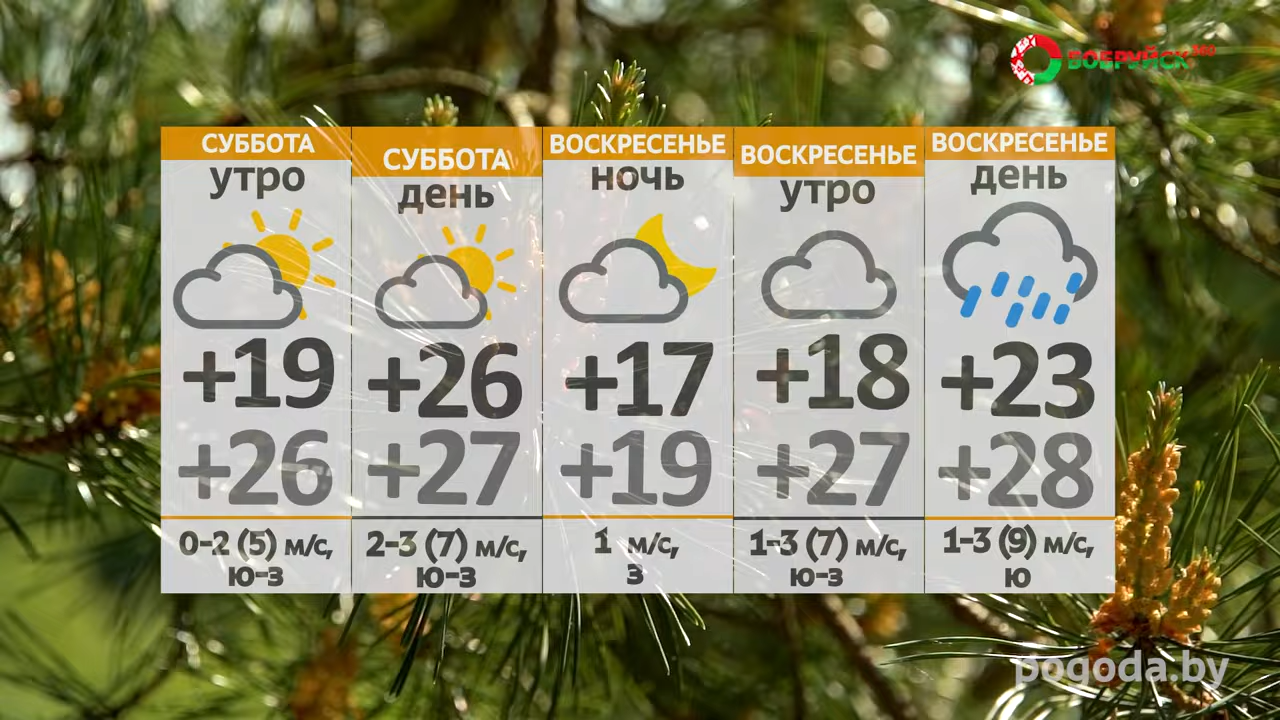 БОБРУЙСК 360
СУББОТА
утро
+19
+26
0-2 (5) м/с,
ю-з
СУББОТА
день
+26
+27
2-3 (7) м/с,
ю-з
ВОСКРЕСЕНЬЕ
ночь
+17
+19
1 м/с,
з
ВОСКРЕСЕНЬЕ
утро
+18
+27
1-3 (7) м/с,
ю-з
ВОСКРЕСЕНЬЕ
день
+23
+28
1-3 (9) м/с,
ю
pogoda.by